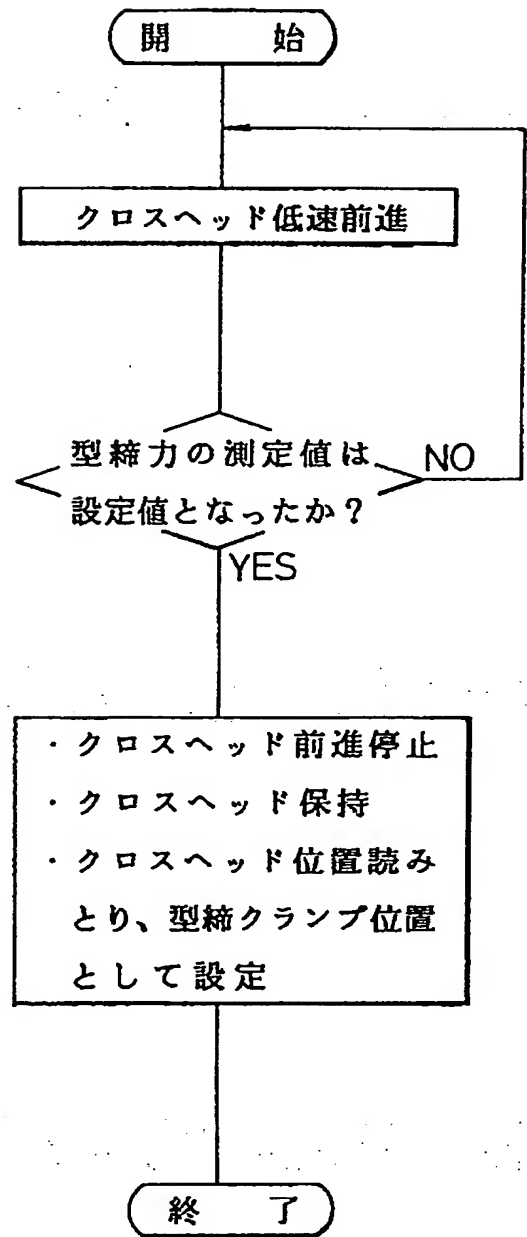 開始
クロスヘッド低速前進
型締力の測定値は
設定値となったか?
NO
YES
・クロスヘッド前進停止
・クロスヘッド保持
・クロスヘッド位置読み
とり、型締クランプ位置
として設定
終了